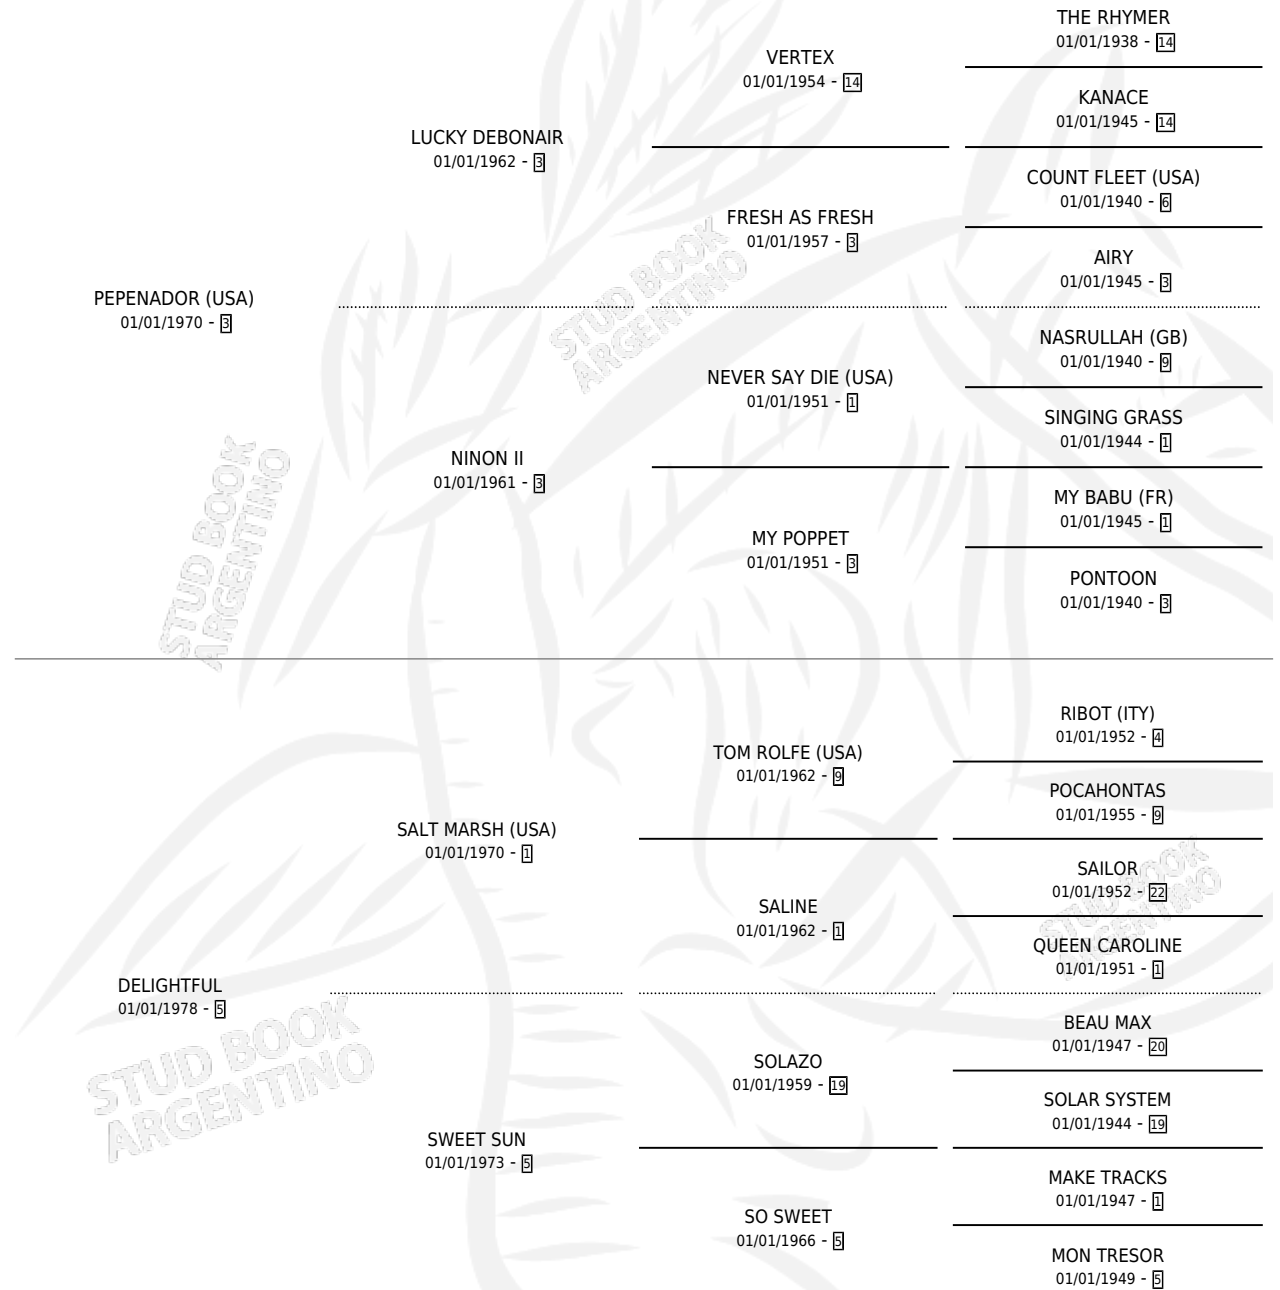 THE RHYMER
01/01/1938 - 14
VERTEX
01/01/1954 - 14
KANACE
01/01/1945 - 14
LUCKY DEBONAIR
01/01/1962 - 3
COUNT FLEET (USA)
01/01/1940 - 6
FRESH AS FRESH
01/01/1957 - 3
AIRY
01/01/1945 - 3
PEPENADOR (USA)
01/01/1970 - 3
NASRULLAH (GB)
01/01/1940 - 9
NEVER SAY DIE (USA)
01/01/1951 - 1
SINGING GRASS
01/01/1944 - 1
NINON II
01/01/1961 - 3
MY BABU (FR)
01/01/1945 - 1
MY POPPET
01/01/1951 - 3
PONTOON
01/01/1940 - 3
STUD BOOK
ARGENTINO
STUD BOOK
ARGENTINO
RIBOT (ITY)
01/01/1952 - 4
TOM ROLFE (USA)
01/01/1962 - 9
POCAHONTAS
01/01/1955 - 9
SALT MARSH (USA)
01/01/1970 - 1
SAILOR
01/01/1952 - 22
SALINE
01/01/1962 - 1
QUEEN CAROLINE
01/01/1951 - 1
STUD BOOK
ARGENTINO
DELIGHTFUL
01/01/1978 - 5
BEAU MAX
01/01/1947 - 20
SOLAZO
01/01/1959 - 19
SOLAR SYSTEM
01/01/1944 - 19
STUD BOOK
ARGENTINO
SWEET SUN
01/01/1973 - 5
MAKE TRACKS
01/01/1947 - 1
SO SWEET
01/01/1966 - 5
MON TRESOR
01/01/1949 - 5